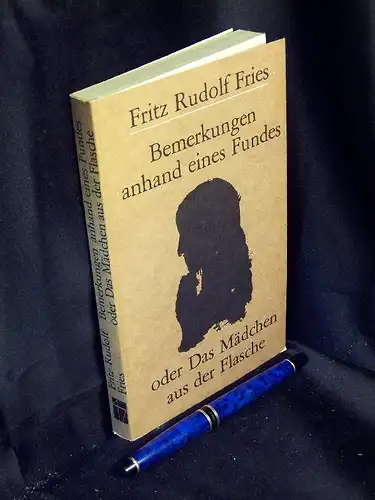 Fritz Rudolf Fries
Bemerkungen
anhand eines Fundes
oder Das Mädchen
aus der Flasche
Fritz Rudolf Bemerkungen anhand eines Fundes
Fries oder Das Mädchen aus der Flasche